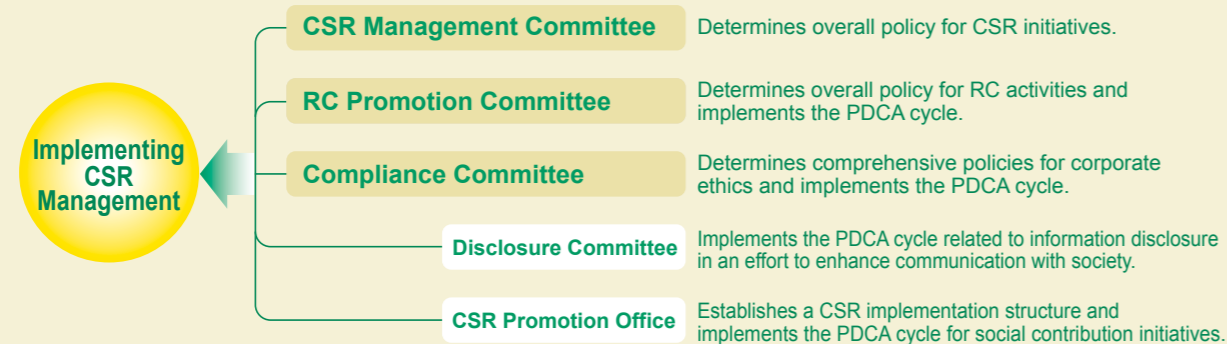 Implementing
CSR
Management
CSR Management Committee
Determines overall policy for CSR initiatives.
RC Promotion Committee
Determines overall policy for RC activities and
implements the PDCA cycle.
Compliance Committee
Determines comprehensive policies for corporate
ethics and implements the PDCA cycle.
Disclosure Committee
Implements the PDCA cycle related to information disclosure
in an effort to enhance communication with society.
CSR Promotion Office
Establishes a CSR implementation structure and
implements the PDCA cycle for social contribution initiatives.